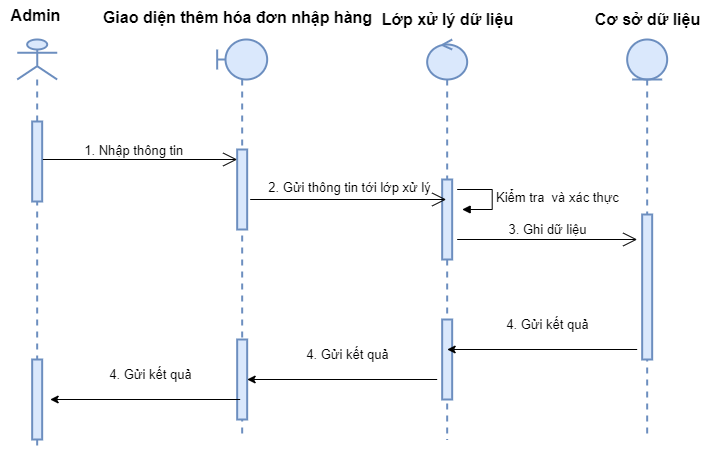 Admin
Giao diện thêm hóa đơn nhập hàng
Lớp xử lý dữ liệu
Cơ sở dữ liệu
1. Nhập thông tin
2. Gửi thông tin tới lớp xử lý
Kiểm tra và xác thực
3. Ghi dữ liệu
4. Gửi kết quả
4. Gửi kết quả
4. Gửi kết quả